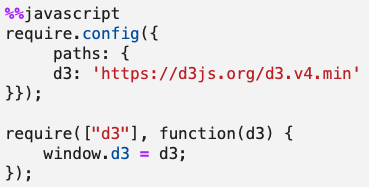 %%javascript
require.config({
     paths: {
     d3: 'https://d3js.org/d3.v4.min'
}});

require(["d3"], function(d3) {
    window.d3 = d3;
});